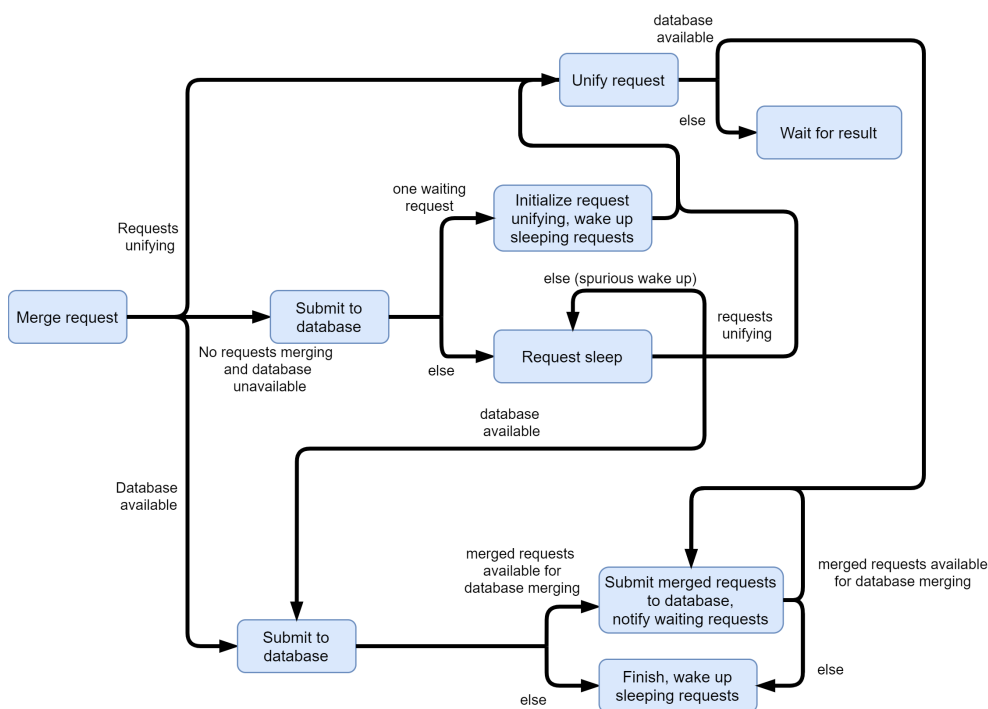 database
available
Unify request
else
Wait for result
one waiting
request
Initialize request
unifying, wake up
sleeping requests
Requests
unifying
else (spurious wake up)
Merge request
Submit to
database
requests
unifying
No requests merging
and database
unavailable
else
Request sleep
database
available
Database
available
merged requests
available for
database merging
merged requests available
for database merging
Submit merged requests
to database,
notify waiting requests
Submit to
database
else
else
Finish, wake up
sleeping requests